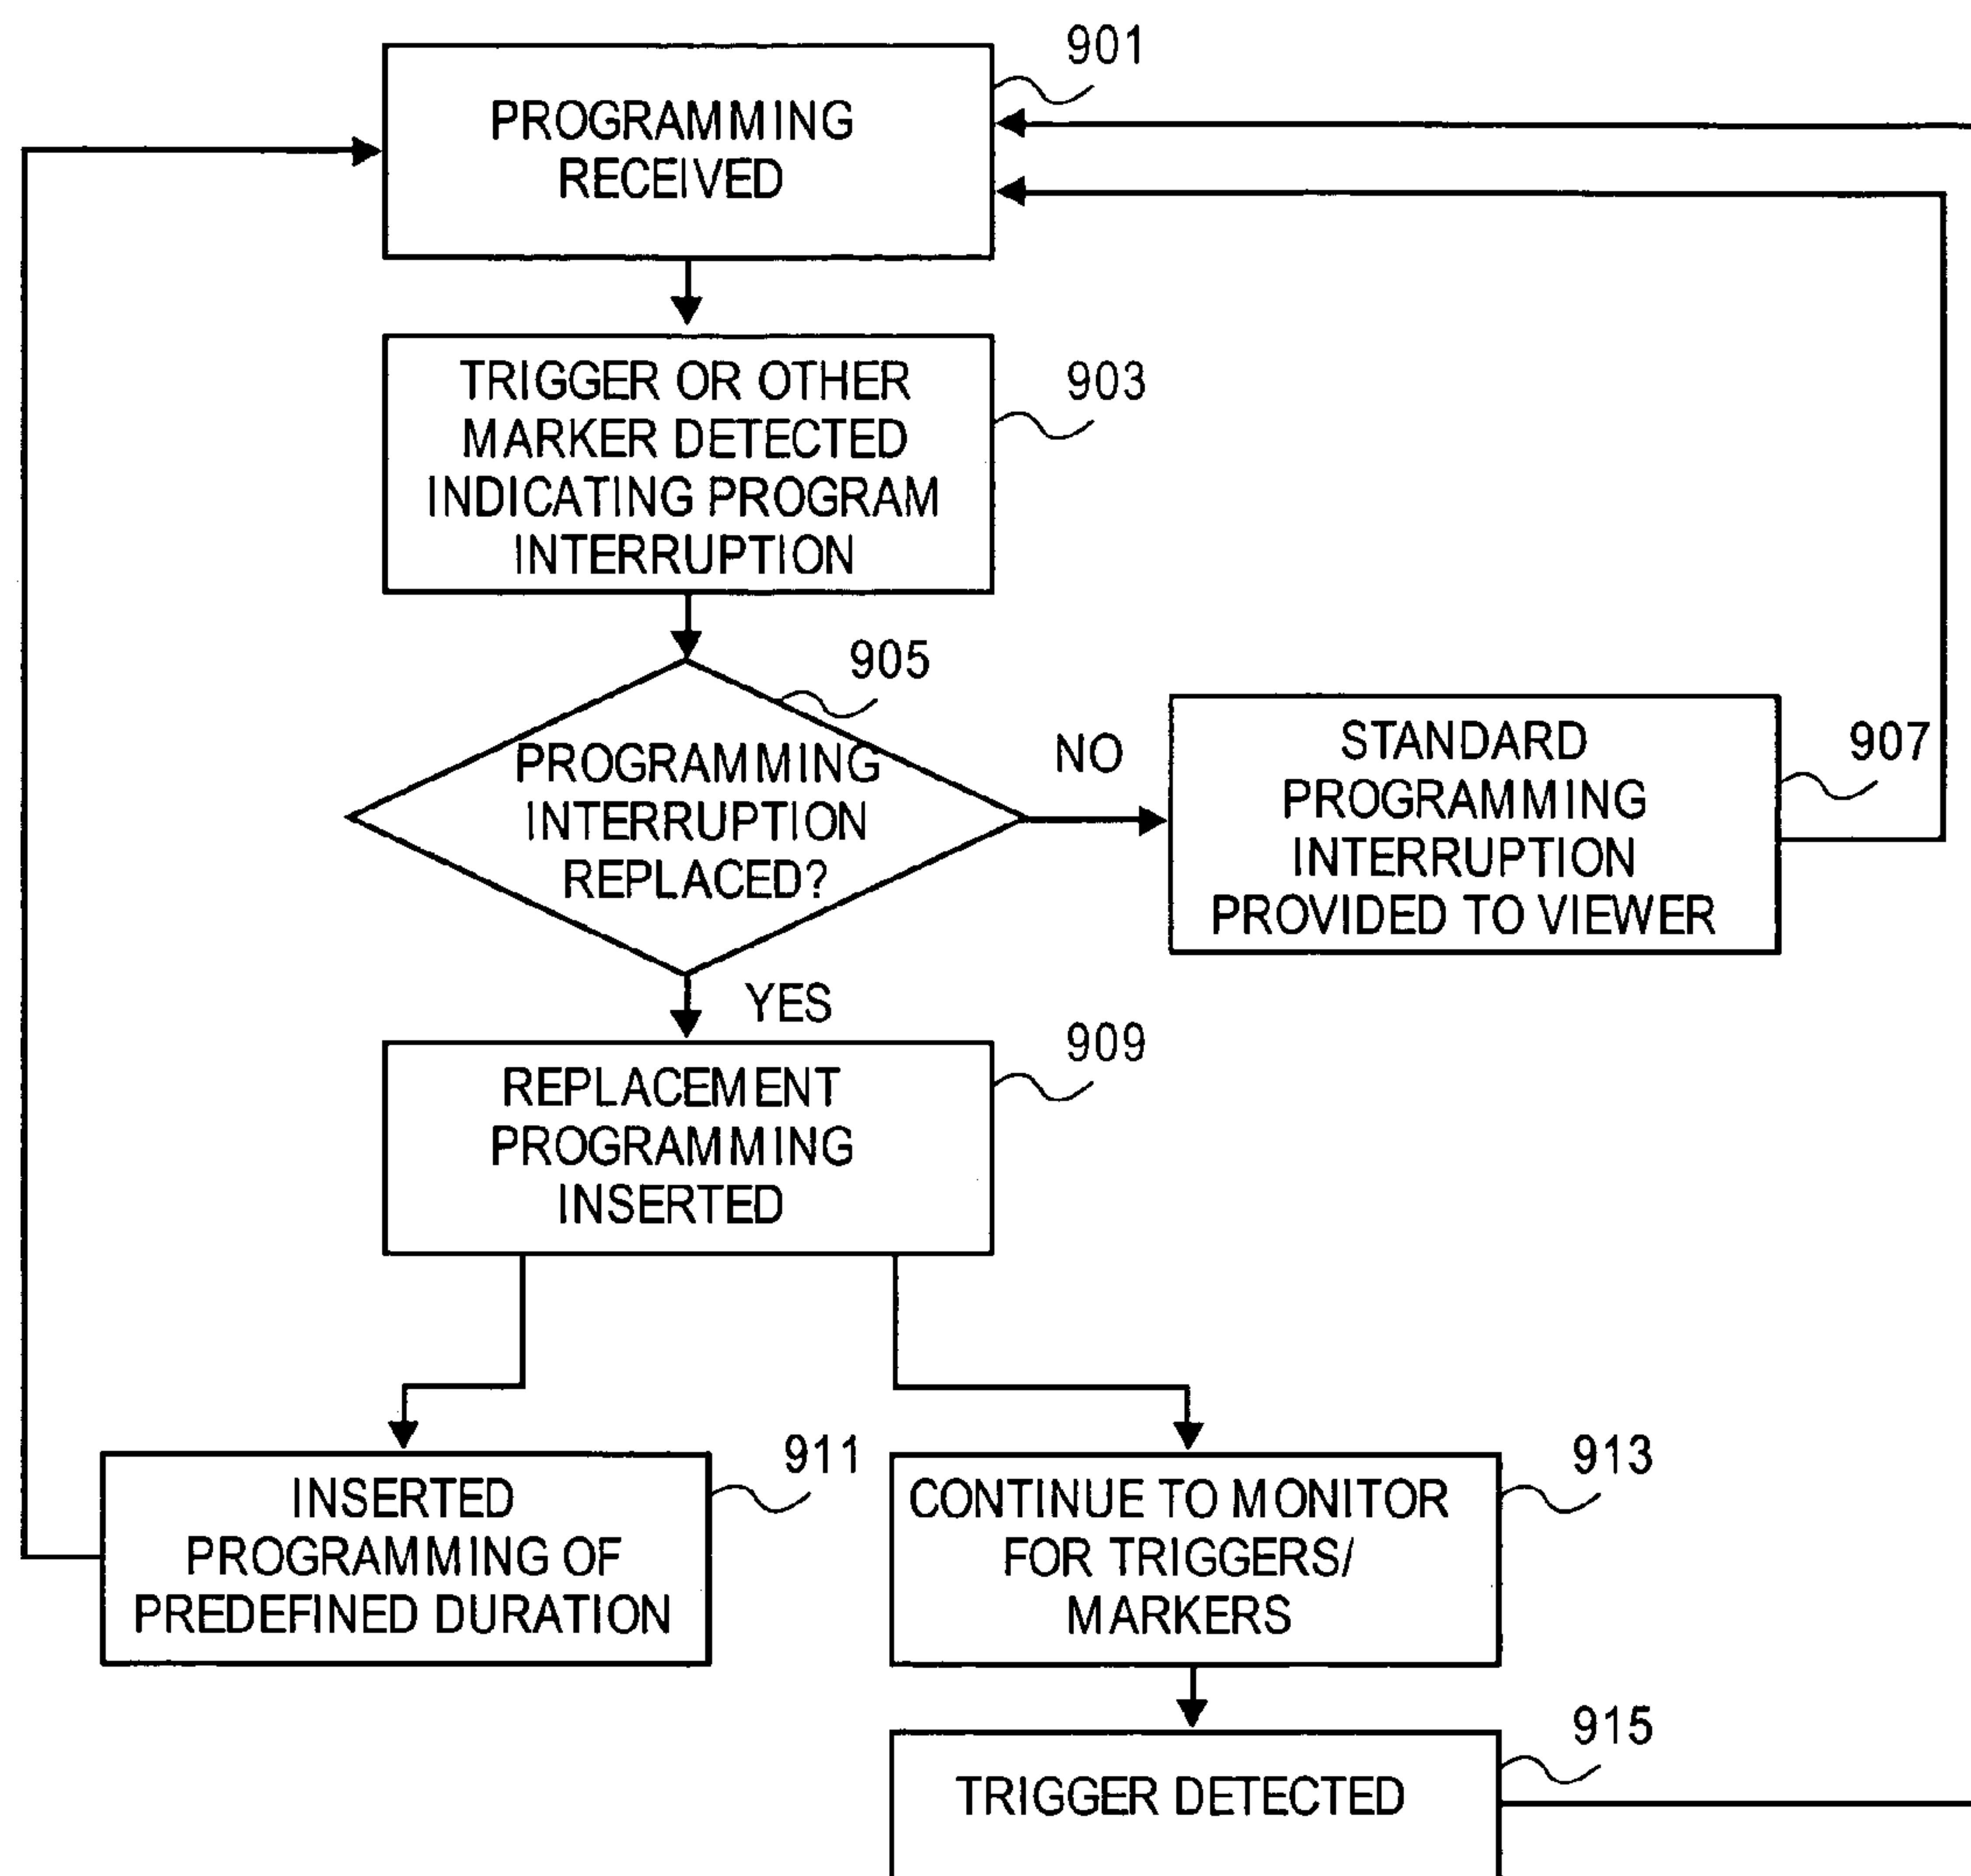 901
PROGRAMMING
RECEIVED
TRIGGER OR OTHER
MARKER DETECTED
INDICATING PROGRAM
INTERRUPTION
903
905
PROGRAMMING
INTERRUPTION
REPLACED?
NO
STANDARD
PROGRAMMING
INTERRUPTION
PROVIDED TO VIEWER
907
YES
909
REPLACEMENT
PROGRAMMING
INSERTED
911
INSERTED
PROGRAMMING OF
PREDEFINED DURATION
913
CONTINUE TO MONITOR
FOR TRIGGERS/
MARKERS
915
TRIGGER DETECTED